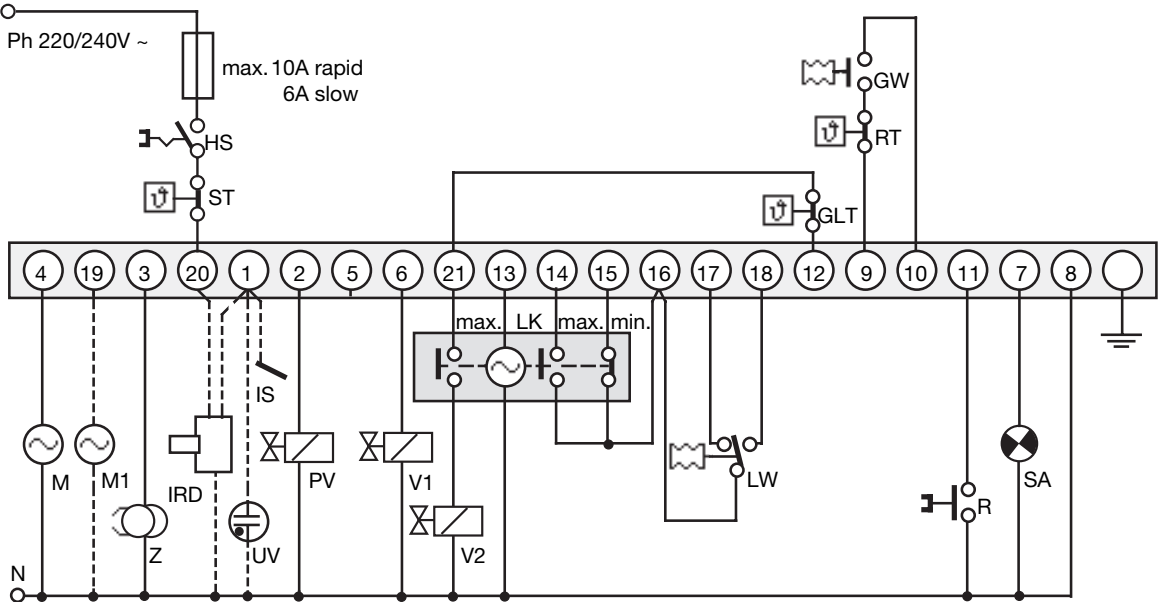 Ph 220/240V ~
max. 10A rapid
6A slow
HS
ϑ ST
GW
ϑ RT
ϑ GLT
4 19 3 20 1 2 5 6 21 13 14 15 16 17 18 12 9 10 11 7 8
max. LK max. min.
IS
M M1 IRD PV V1 LW R SA
Z UV V2
N